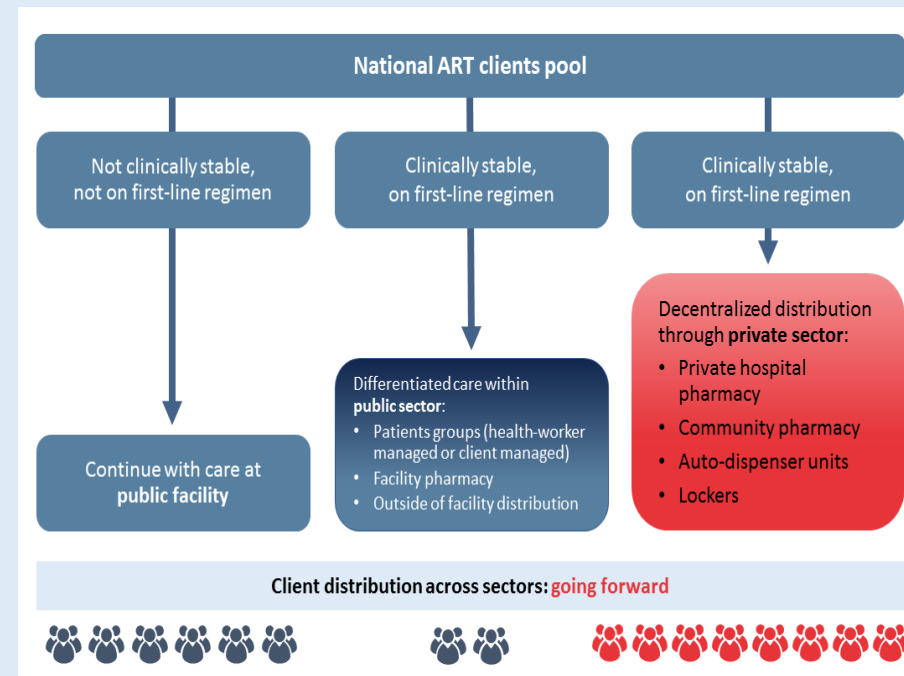 National ART clients pool
Not clinically stable,
not on first-line regimen
Clinically stable,
on first-line regimen
Clinically stable,
on first-line regimen
Continue with care at
public facility
Differentiated care within
public sector:
• Patients groups (health-worker
managed or client managed)
• Facility pharmacy
• Outside of facility distribution
Decentralized distribution
through private sector:
• Private hospital
pharmacy
• Community pharmacy
• Auto-dispenser units
• Lockers
Client distribution across sectors: going forward